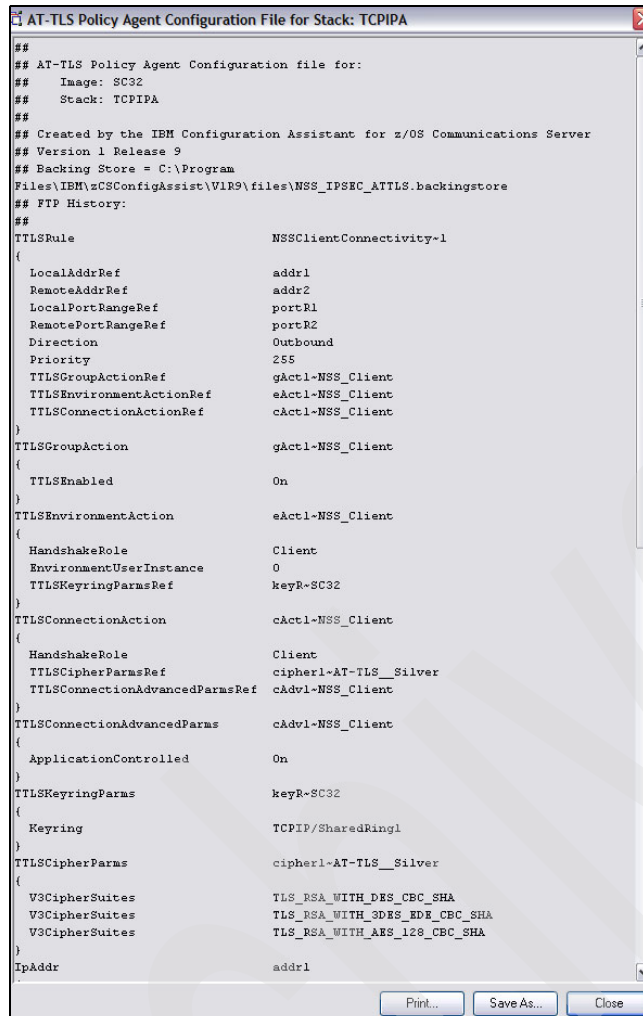 AT-TLS Policy Agent Configuration File for Stack: TCPIPA
##
## AT-TLS Policy Agent Configuration file for:
##    Image: SC32
##    Stack: TCPIPA
##
## Created by the IBM Configuration Assistant for z/OS Communications Server
## Version 1 Release 9
## Backing Store = C:\Program
Files\IBM\zCSConfigAssist\V1R9\files\NSS_IPSEC_ATTLS.backingstore
## FTP History:
##
TTLSRule                          NSSClientConnectivity~1
{
  LocalAddrRef                    addr1
  RemoteAddrRef                   addr2
  LocalPortRangeRef               portR1
  RemotePortRangeRef              portR2
  Direction                       Outbound
  Priority                        255
  TTLSGroupActionRef              gAct1~NSS_Client
  TTLSEnvironmentActionRef        eAct1~NSS_Client
  TTLSConnectionActionRef         cAct1~NSS_Client
}
TTLSGroupAction                   gAct1~NSS_Client
{
  TTLSEnabled                     On
}
TTLSEnvironmentAction             eAct1~NSS_Client
{
  HandshakeRole                   Client
  EnvironmentUserInstance         0
  TTLSKeyringParmsRef             keyR~SC32
}
TTLSConnectionAction              cAct1~NSS_Client
{
  HandshakeRole                   Client
  TTLSCipherParmsRef              cipher1~AT-TLS__Silver
  TTLSConnectionAdvancedParmsRef  cAdv1~NSS_Client
}
TTLSConnectionAdvancedParms       cAdv1~NSS_Client
{
  ApplicationControlled           On
}
TTLSKeyringParms                  keyR~SC32
{
  Keyring                         TCPIP/SharedRing1
}
TTLSCipherParms                   cipher1~AT-TLS__Silver
{
  V3CipherSuites                  TLS_RSA_WITH_DES_CBC_SHA
  V3CipherSuites                  TLS_RSA_WITH_3DES_EDE_CBC_SHA
  V3CipherSuites                  TLS_RSA_WITH_AES_128_CBC_SHA
}
IpAddr                            addr1
Print... Save As... Close